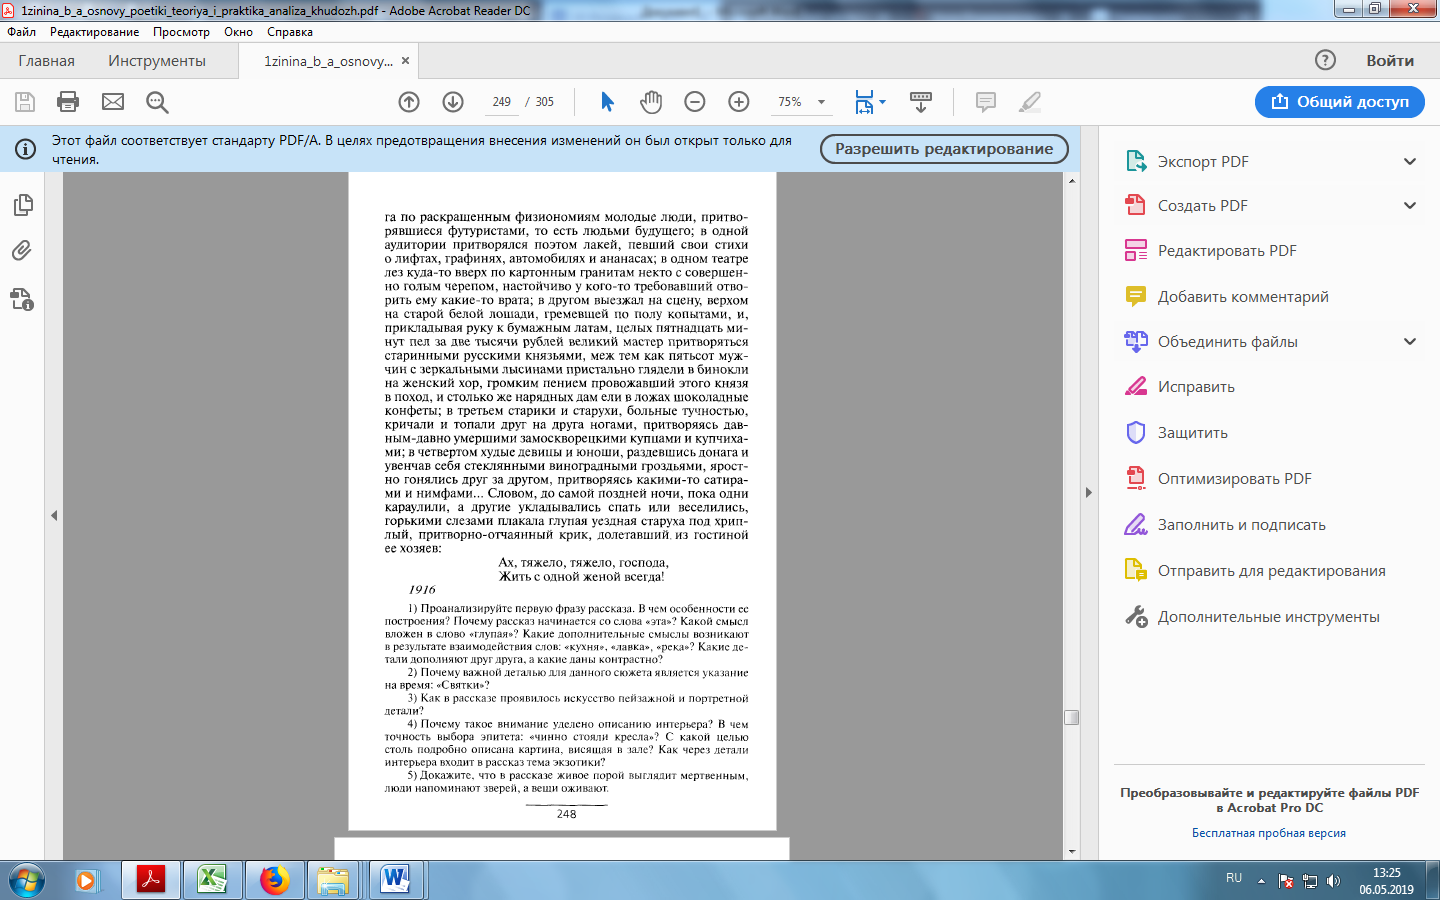 1zinina_b_a_osnovy_poetiki_teoriya_i_praktika_analiza_khudozh.pdf - Adobe Acrobat Reader DC
Файл Редактирование Просмотр Окно Справка
Главная Инструменты 1zinina_b_a_osnovy... × Войти
249 / 305 75% Общий доступ
Этот файл соответствует стандарту PDF/A. В целях предотвращения внесения изменений он был открыт только для
чтения.
Разрешить редактирование
га по раскрашенным физиономиям молодые люди, притво-
рявшиеся футуристами, то есть людьми будущего; в одной
аудитории притворялся поэтом лакей, певший свои стихи
о лифтах, графинях, автомобилях и ананасах; в одном театре
лез куда-то вверх по картонным гранитам некто с совершен-
но голым черепом, настойчиво у кого-то требовавший отво-
рить ему какие-то врата; в другом выезжал на сцену, верхом
на старой белой лошади, гремевшей по полу копытами, и,
прикладывая руку к бумажным латам, целых пятнадцать ми-
нут пел за две тысячи рублей великий мастер притворяться
старинными русскими князьями, меж тем как пятьсот муж-
чин с зеркальными лысинами пристально глядели в бинокли
на женский хор, громким пением провожавший этого князя
в поход, и столько же нарядных дам ели в ложах шоколадные
конфеты; в третьем старики и старухи, больные тучностью,
кричали и топали друг на друга ногами, притворяясь дав-
ным-давно умершими замоскворецкими купцами и купчиха-
ми; в четвертом худые девицы и юноши, раздевшись донага и
увенчав себя стеклянными виноградными гроздьями, ярост-
но гонялись друг за другом, притворяясь какими-то сатира-
ми и нимфами... Словом, до самой поздней ночи, пока одни
караулили, а другие укладывались спать или веселились,
горькими слезами плакала глупая уездная старуха под хрип-
лый, притворно-отчаянный крик, долетавший из гостиной
ее хозяев:
Ах, тяжело, тяжело, господа,
Жить с одной женой всегда!
1916
1) Проанализируйте первую фразу рассказа. В чем особенности ее
построения? Почему рассказ начинается со слова «эта»? Какой смысл
вложен в слово «глупая»? Какие дополнительные смыслы возникают
в результате взаимодействия слов: «кухня», «лавка», «река»? Какие де-
тали дополняют друг друга, а какие даны контрастно?
2) Почему важной деталью для данного сюжета является указание
на время: «Святки»?
3) Как в рассказе проявилось искусство пейзажной и портретной
детали?
4) Почему такое внимание уделено описанию интерьера? В чем
точность выбора эпитета: «чинно стояли кресла»? С какой целью
столь подробно описана картина, висящая в зале? Как через детали
интерьера входит в рассказ тема экзотики?
5) Докажите, что в рассказе живое порой выглядит мертвенным,
люди напоминают зверей, а вещи оживают.
248
Экспорт PDF
Создать PDF
Редактировать PDF
Добавить комментарий
Объединить файлы
Исправить
Защитить
Оптимизировать PDF
Заполнить и подписать
Отправить для редактирования
Дополнительные инструменты
Преобразовывайте и редактируйте файлы PDF
в Acrobat Pro DC
Бесплатная пробная версия
RU
13:25
06.05.2019